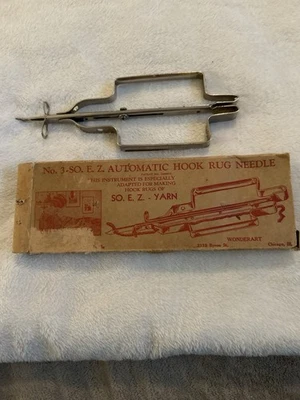 No. 3-SO. E. Z. AUTOMATIC HOOK RUG NEEDLE
THIS INSTRUMENT IS ESPECIALLY
ADAPTED FOR MAKING
HOOK RUGS OF
SO. E. Z. - YARN
WONDERART
Chicago, Ill.